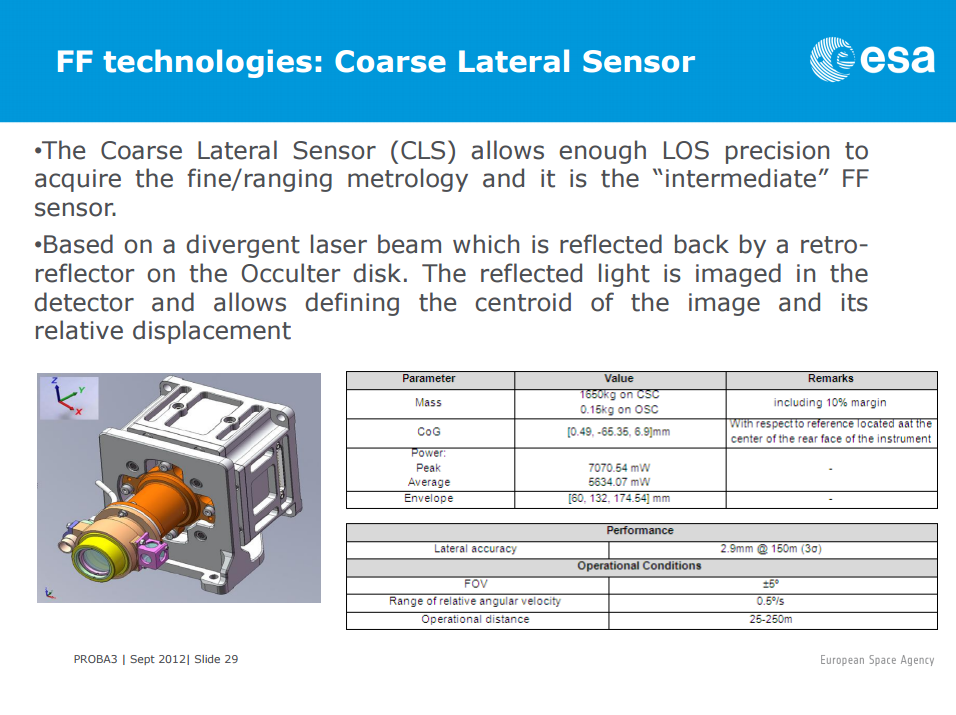 FF technologies: Coarse Lateral Sensor
esa
•The Coarse Lateral Sensor (CLS) allows enough LOS precision to
acquire the fine/ranging metrology and it is the “intermediate” FF
sensor.
•Based on a divergent laser beam which is reflected back by a retro-
reflector on the Occulter disk. The reflected light is imaged in the
detector and allows defining the centroid of the image and its
relative displacement
Z
Y
X
Parameter Value Remarks
Mass 1650kg on CSC
0.15kg on OSC including 10% margin
CoG [0.49, -65.35, 6.9]mm With respect to reference located aat the
center of the rear face of the instrument
Power:
Peak 7070.54 mW -
Average 5634.07 mW
Envelope [60, 132, 174.54] mm -
Performance
Lateral accuracy 2.9mm @ 150m (3σ)
Operational Conditions
FOV ±5º
Range of relative angular velocity 0.5º/s
Operational distance 25-250m
PROBA3 | Sept 2012| Slide 29
European Space Agency